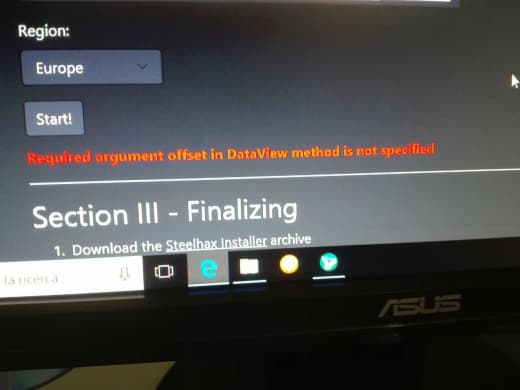 Region:
Europe
Start!
Required argument offset in DataView method is not specified
Section III - Finalizing
1. Download the Steelhax Installer archive
la ricerca
ASUS